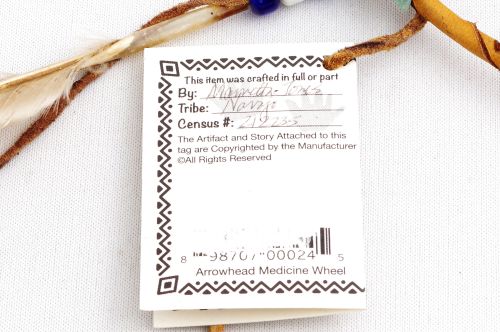 This item was crafted in full or part
By:
Tribe: Navajo
Census #:
The Artifact and Story Attached to this
tag are Copyrighted by the Manufacturer
©All Rights Reserved
98707 00024 5
Arrowhead Medicine Wheel